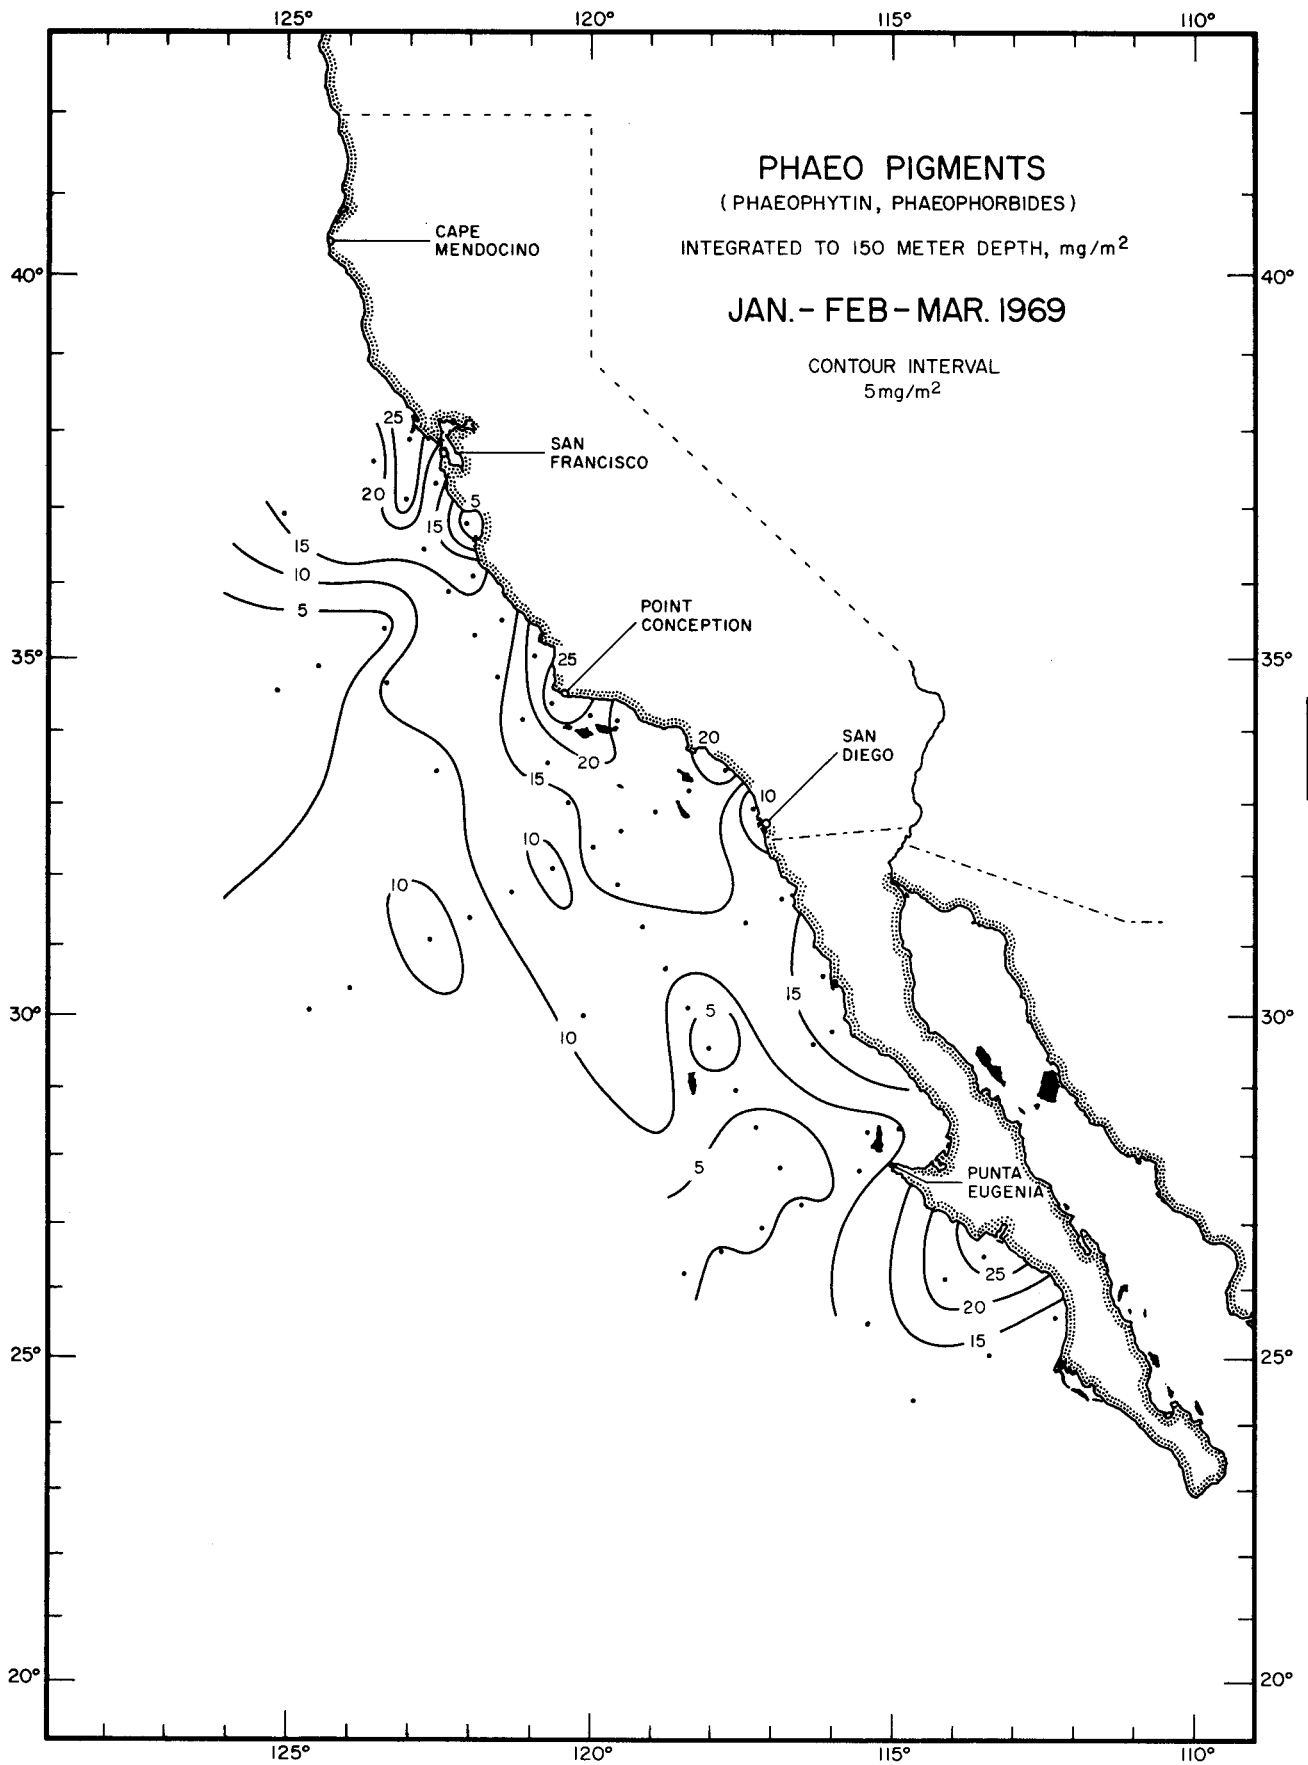 125° 120° 115° 110°
PHAEO PIGMENTS
(PHAEOPHYTIN, PHAEOPHORBIDES)
INTEGRATED TO 150 METER DEPTH, mg/m²
JAN.-FEB-MAR. 1969
CONTOUR INTERVAL
5mg/m²
CAPE
MENDOCINO
40° 40°
25
SAN
FRANCISCO
20
5
15
15
10
5
POINT
CONCEPTION
35° 35°
25
20
SAN
DIEGO
20
15
10
10
10
15
5
30° 30°
10
5
PUNTA
EUGENIA
25
20
15
25° 25°
20° 20°
125° 120° 115° 110°